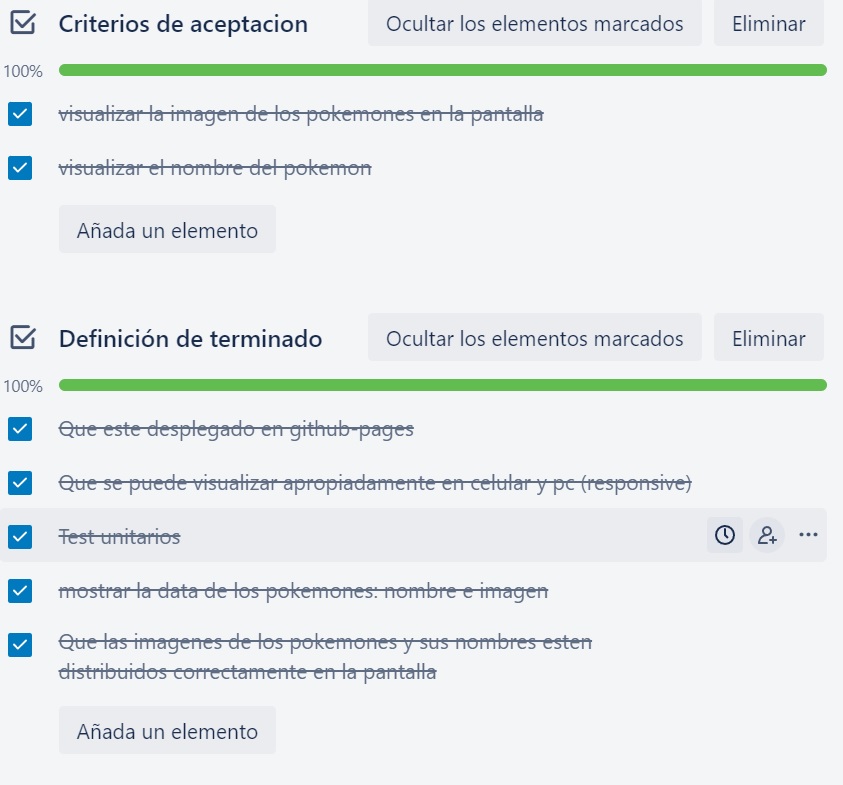 Criterios de aceptacion Ocultar los elementos marcados Eliminar
100%
visualizar la imagen de los pokemones en la pantalla
visualizar el nombre del pokemon
Añada un elemento
Definición de terminado Ocultar los elementos marcados Eliminar
100%
Que este desplegado en github-pages
Que se puede visualizar apropiadamente en celular y pc (responsive)
Test unitarios
mostrar la data de los pokemones: nombre e imagen
Que las imagenes de los pokemones y sus nombres esten
distribuidos correctamente en la pantalla
Añada un elemento